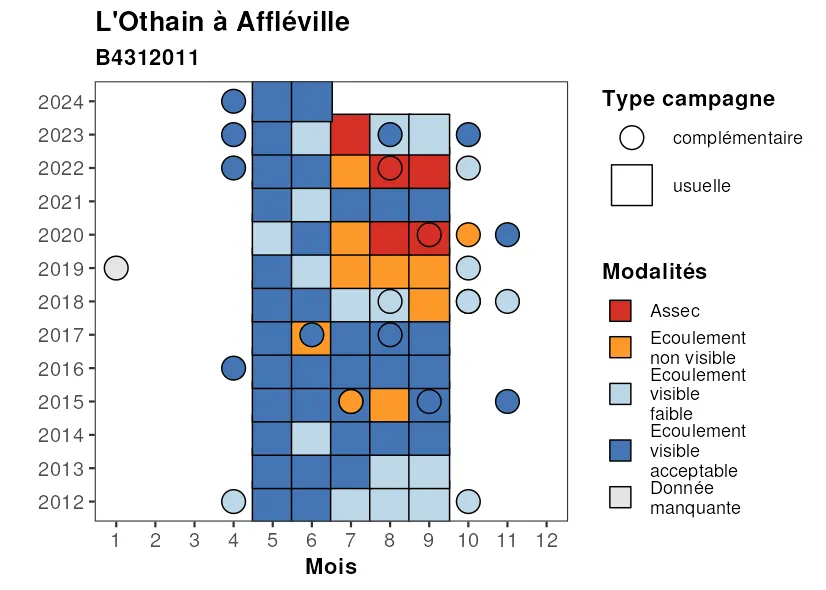 L'Othain à Affléville
B4312011
2024
2023
2022
2021
2020
2019
2018
2017
2016
2015
2014
2013
2012
1 2 3 4 5 6 7 8 9 10 11 12
Mois
Type campagne
complémentaire
usuelle
Modalités
Assec
Ecoulement
non visible
Ecoulement
visible
faible
Ecoulement
visible
acceptable
Donnée
manquante